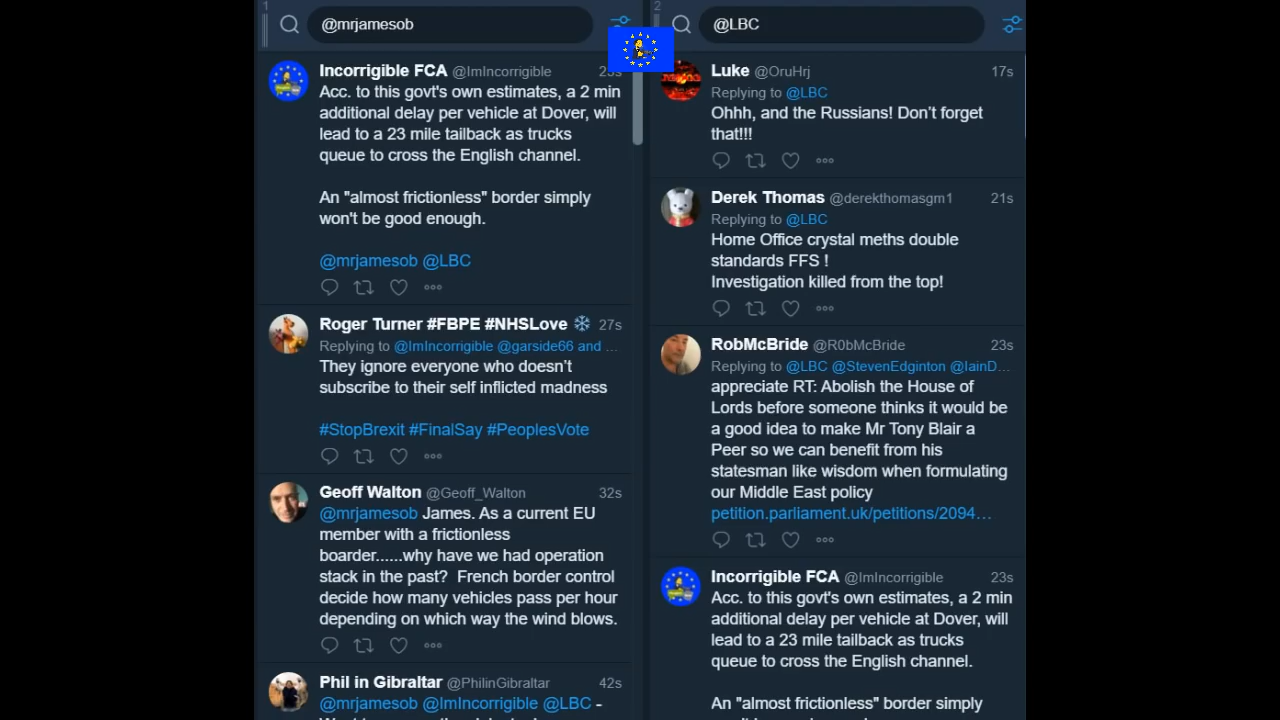 1
@mrjamesob
Incorrigible FCA @ImIncorrigible
Acc. to this govt's own estimates, a 2 min
additional delay per vehicle at Dover, will
lead to a 23 mile tailback as trucks
queue to cross the English channel.
An "almost frictionless" border simply
won't be good enough.
@mrjamesob @LBC
Roger Turner #FBPE #NHSLove ❄ 27s
Replying to @ImIncorrigible @garside66 and ...
They ignore everyone who doesn't
subscribe to their self inflicted madness
#StopBrexit #FinalSay #PeoplesVote
Geoff Walton @Geoff_Walton 32s
@mrjamesob James. As a current EU
member with a frictionless
boarder......why have we had operation
stack in the past? French border control
decide how many vehicles pass per hour
depending on which way the wind blows.
Phil in Gibraltar @PhilinGibraltar 42s
@mrjamesob @ImIncorrigible @LBC -
2
@LBC
Luke @OruHrj 17s
Replying to @LBC
Ohhh, and the Russians! Don't forget
that!!!
Derek Thomas @derekthomasgm1 21s
Replying to @LBC
Home Office crystal meths double
standards FFS !
Investigation killed from the top!
RobMcBride @R0bMcBride 23s
Replying to @LBC @StevenEdginton @IainD...
appreciate RT: Abolish the House of
Lords before someone thinks it would be
a good idea to make Mr Tony Blair a
Peer so we can benefit from his
statesman like wisdom when formulating
our Middle East policy
petition.parliament.uk/petitions/2094...
Incorrigible FCA @ImIncorrigible 23s
Acc. to this govt's own estimates, a 2 min
additional delay per vehicle at Dover, will
lead to a 23 mile tailback as trucks
queue to cross the English channel.
An "almost frictionless" border simply